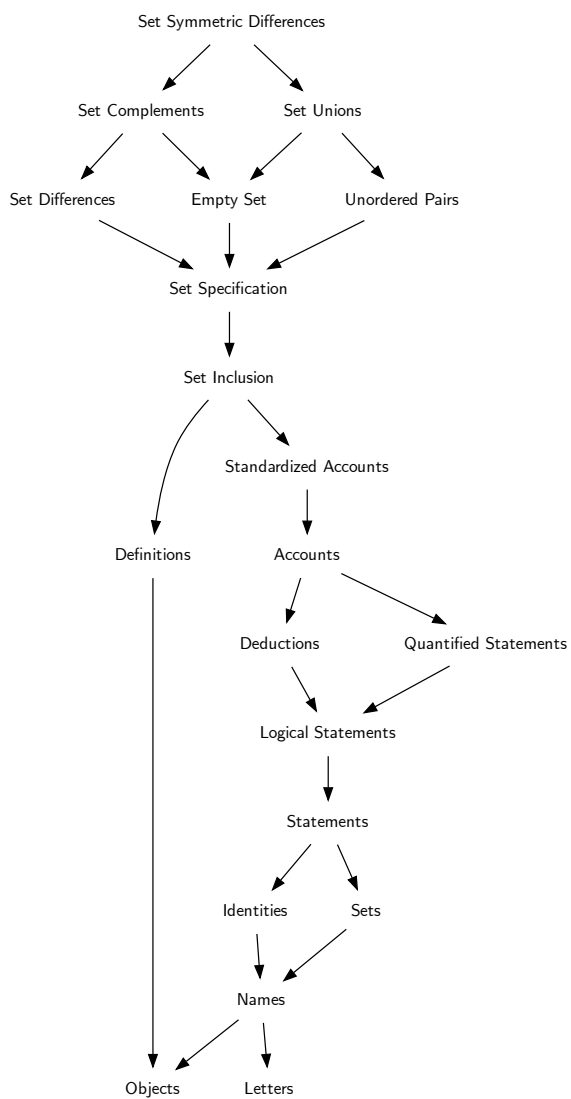 Set Symmetric Differences
Set Complements
Set Unions
Set Differences
Empty Set
Unordered Pairs
Set Specification
Set Inclusion
Standardized Accounts
Definitions
Accounts
Deductions
Quantified Statements
Logical Statements
Statements
Identities
Sets
Names
Objects
Letters